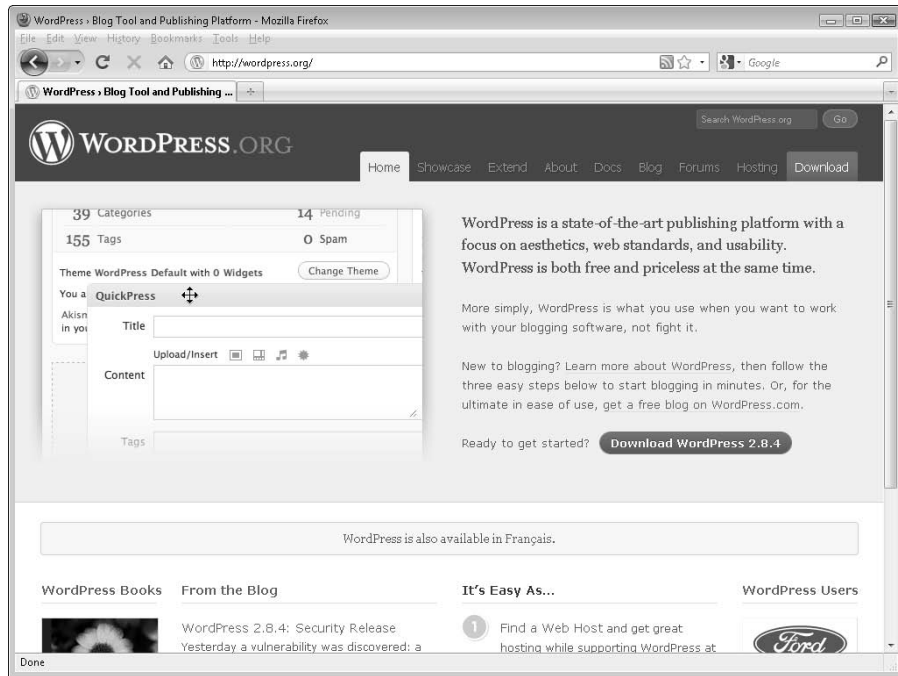 WordPress › Blog Tool and Publishing Platform - Mozilla Firefox
File Edit View History Bookmarks Tools Help
http://wordpress.org/
Google
WordPress › Blog Tool and Publishing ...
Search WordPress.org Go
WORDPRESS.ORG
Home Showcase Extend About Docs Blog Forums Hosting Download
39 Categories 14 Pending
155 Tags 0 Spam
Theme WordPress Default with 0 Widgets Change Theme
You a
QuickPress
Akism
in you
Title
Upload/Insert
Content
Tags
WordPress is a state-of-the-art publishing platform with a
focus on aesthetics, web standards, and usability.
WordPress is both free and priceless at the same time.
More simply, WordPress is what you use when you want to work
with your blogging software, not fight it.
New to blogging? Learn more about WordPress, then follow the
three easy steps below to start blogging in minutes. Or, for the
ultimate in ease of use, get a free blog on WordPress.com.
Ready to get started? Download WordPress 2.8.4
WordPress is also available in Français.
WordPress Books
From the Blog
WordPress 2.8.4: Security Release
Yesterday a vulnerability was discovered: a
It's Easy As...
1 Find a Web Host and get great
hosting while supporting WordPress at
WordPress Users
Ford
Done